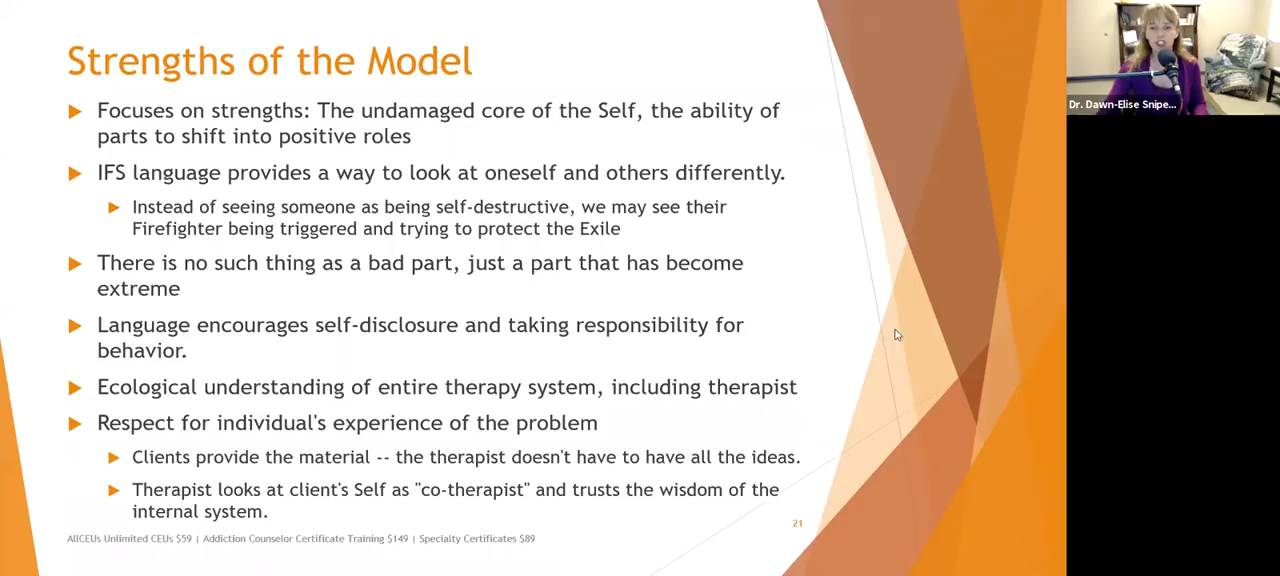 Strengths of the Model
Focuses on strengths: The undamaged core of the Self, the ability of
parts to shift into positive roles
IFS language provides a way to look at oneself and others differently.
Instead of seeing someone as being self-destructive, we may see their
Firefighter being triggered and trying to protect the Exile
There is no such thing as a bad part, just a part that has become
extreme
Language encourages self-disclosure and taking responsibility for
behavior.
Ecological understanding of entire therapy system, including therapist
Respect for individual's experience of the problem
Clients provide the material -- the therapist doesn't have to have all the ideas.
Therapist looks at client's Self as "co-therapist" and trusts the wisdom of the
internal system.
21
AllCEUs Unlimited CEUs $59 | Addiction Counselor Certificate Training $149 | Specialty Certificates $89
Dr. Dawn-Elise Snipe...